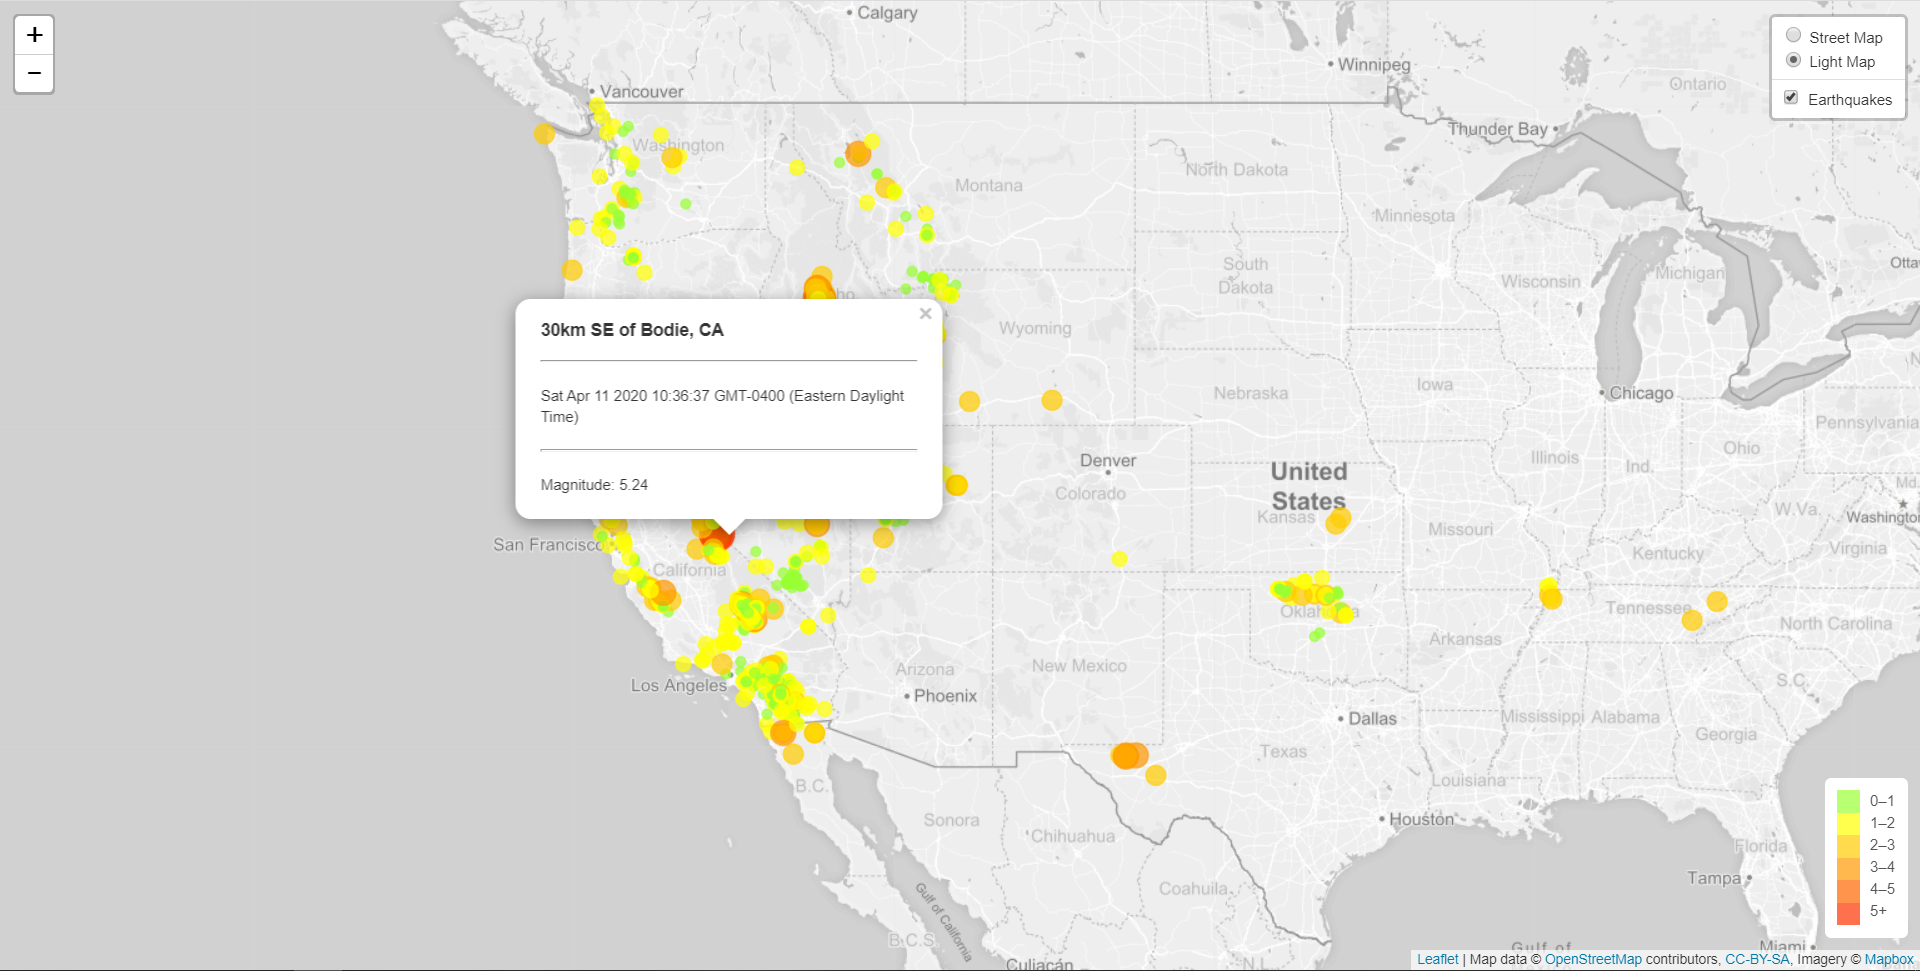 +
−
Street Map
Light Map
Earthquakes
Calgary
Winnipeg
Vancouver
Ontario
Thunder Bay
Washington
North Dakota
Montana
Minnesota
South
Dakota
Wisconsin
Michigan
Otta
Wyoming
30km SE of Bodie, CA
×
Sat Apr 11 2020 10:36:37 GMT-0400 (Eastern Daylight
Time)
Magnitude: 5.24
Nebraska
Iowa
Chicago
Pennsylvania
Denver
Colorado
United
States
Kansas
Illinois
Ind.
Ohio
Md.
W.Va.
Washington
Missouri
Kentucky
Virginia
San Francisco
California
Oklahoma
Tennessee
North Carolina
Arkansas
Arizona
New Mexico
Los Angeles
Phoenix
S.C.
Dallas
Mississippi
Alabama
Georgia
Texas
Louisiana
B.C.
Sonora
Chihuahua
Houston
Florida
Tampa
Coahuila
Gulf of California
B.C.S.
Culiacán
N.L.
Gulf of
Miami
0–1
1–2
2–3
3–4
4–5
5+
Leaflet | Map data © OpenStreetMap contributors, CC-BY-SA, Imagery © Mapbox